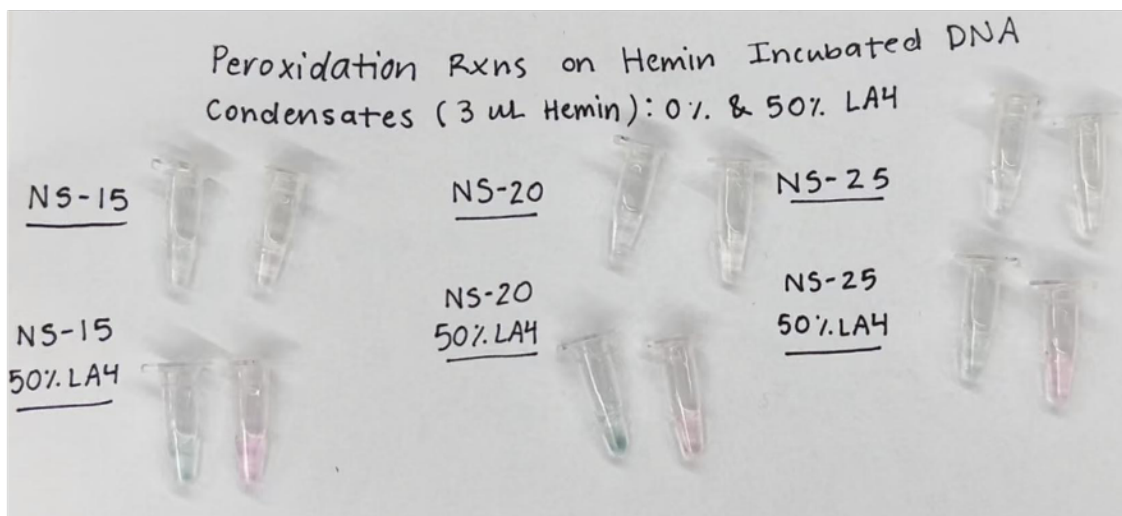 Peroxidation Rxns on Hemin Incubated DNA
Condensates (3 uL Hemin): 0% & 50% LA4
NS-15
NS-20
NS-25
NS-15
50% LA4
NS-20
50% LA4
NS-25
50% LA4